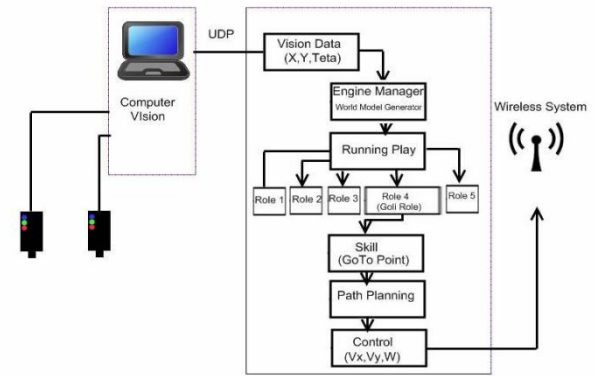 UDP
Vision Data
(X,Y,Teta)
Computer
VIsion
Engine Manager
World Model Generator
Wireless System
Running Play
Role 1
Role 2
Role 3
Role 4
(Goli Role)
Role 5
Skill
(GoTo Point)
Path Planning
Control
(Vx,Vy,W)